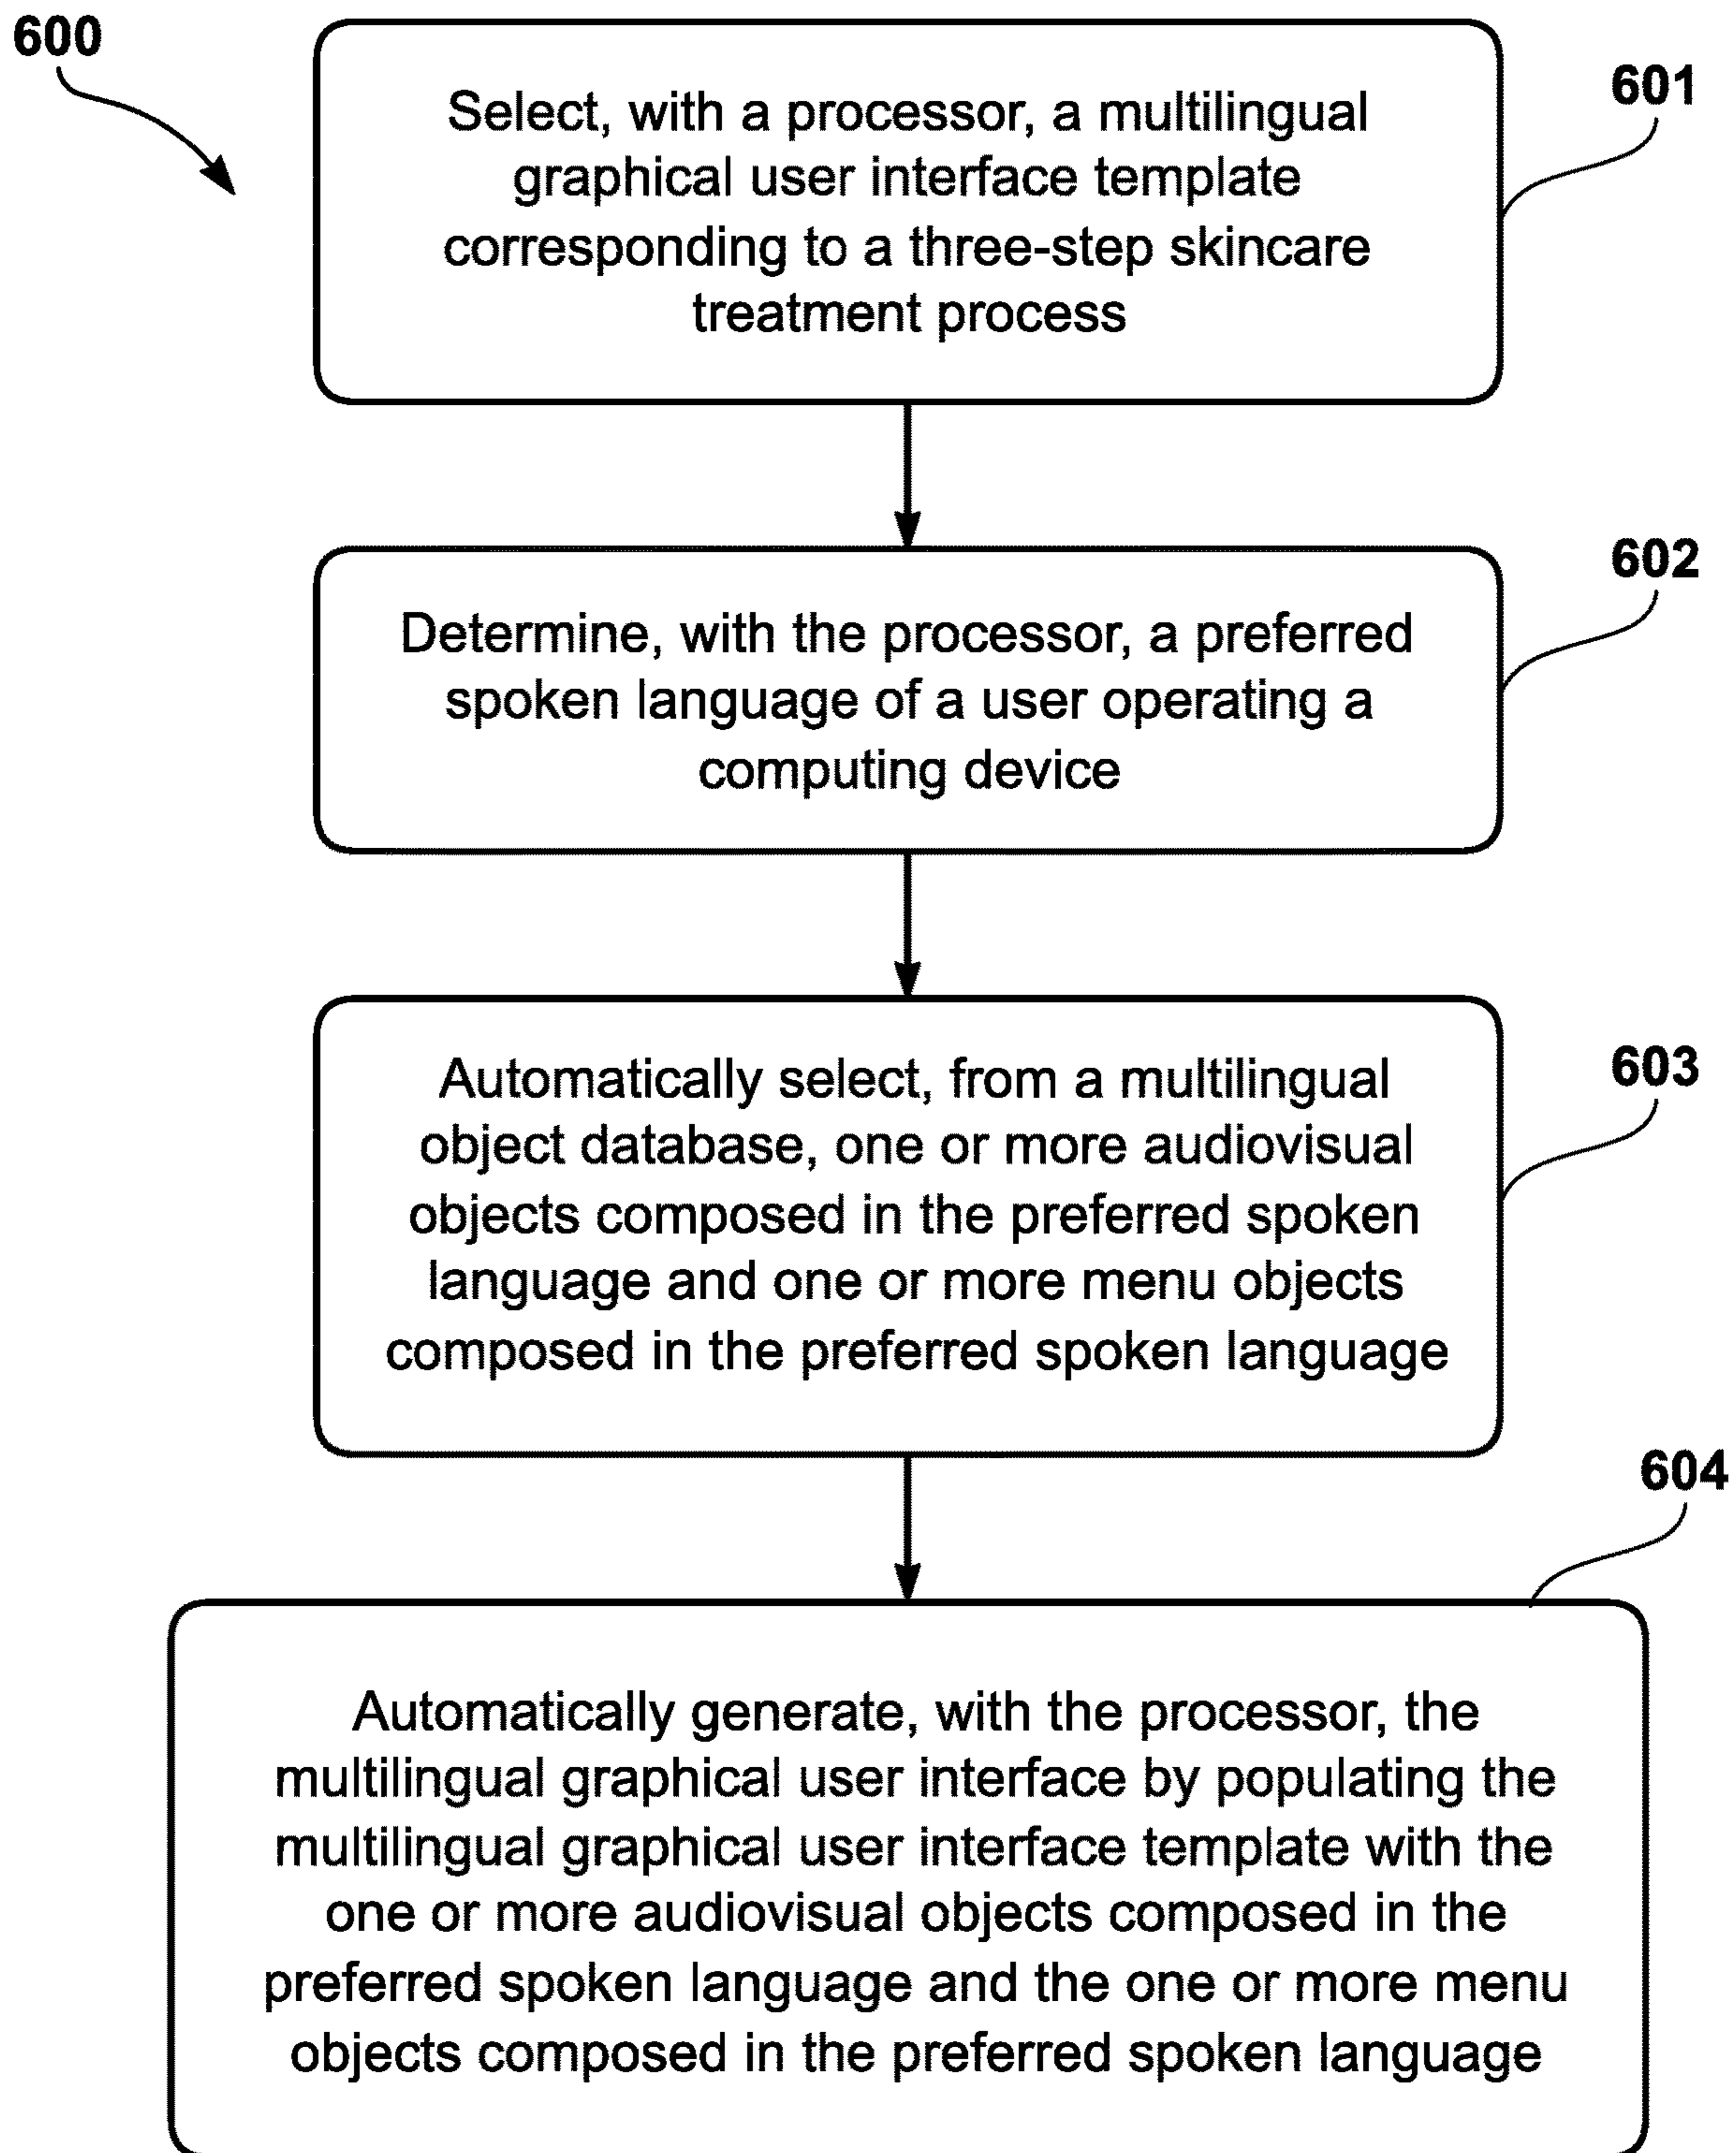 600
Select, with a processor, a multilingual
graphical user interface template
corresponding to a three-step skincare
treatment process
601
Determine, with the processor, a preferred
spoken language of a user operating a
computing device
602
Automatically select, from a multilingual
object database, one or more audiovisual
objects composed in the preferred spoken
language and one or more menu objects
composed in the preferred spoken language
603
Automatically generate, with the processor, the
multilingual graphical user interface by populating the
multilingual graphical user interface template with the
one or more audiovisual objects composed in the
preferred spoken language and the one or more menu
objects composed in the preferred spoken language
604